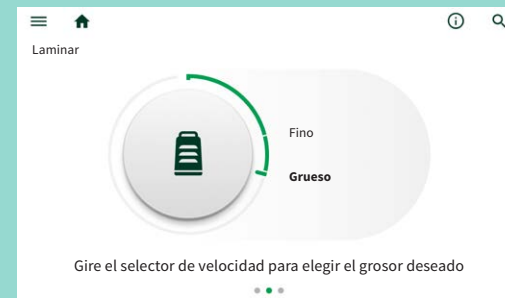 Laminar
Fino
Grueso
Gire el selector de velocidad para elegir el grosor deseado